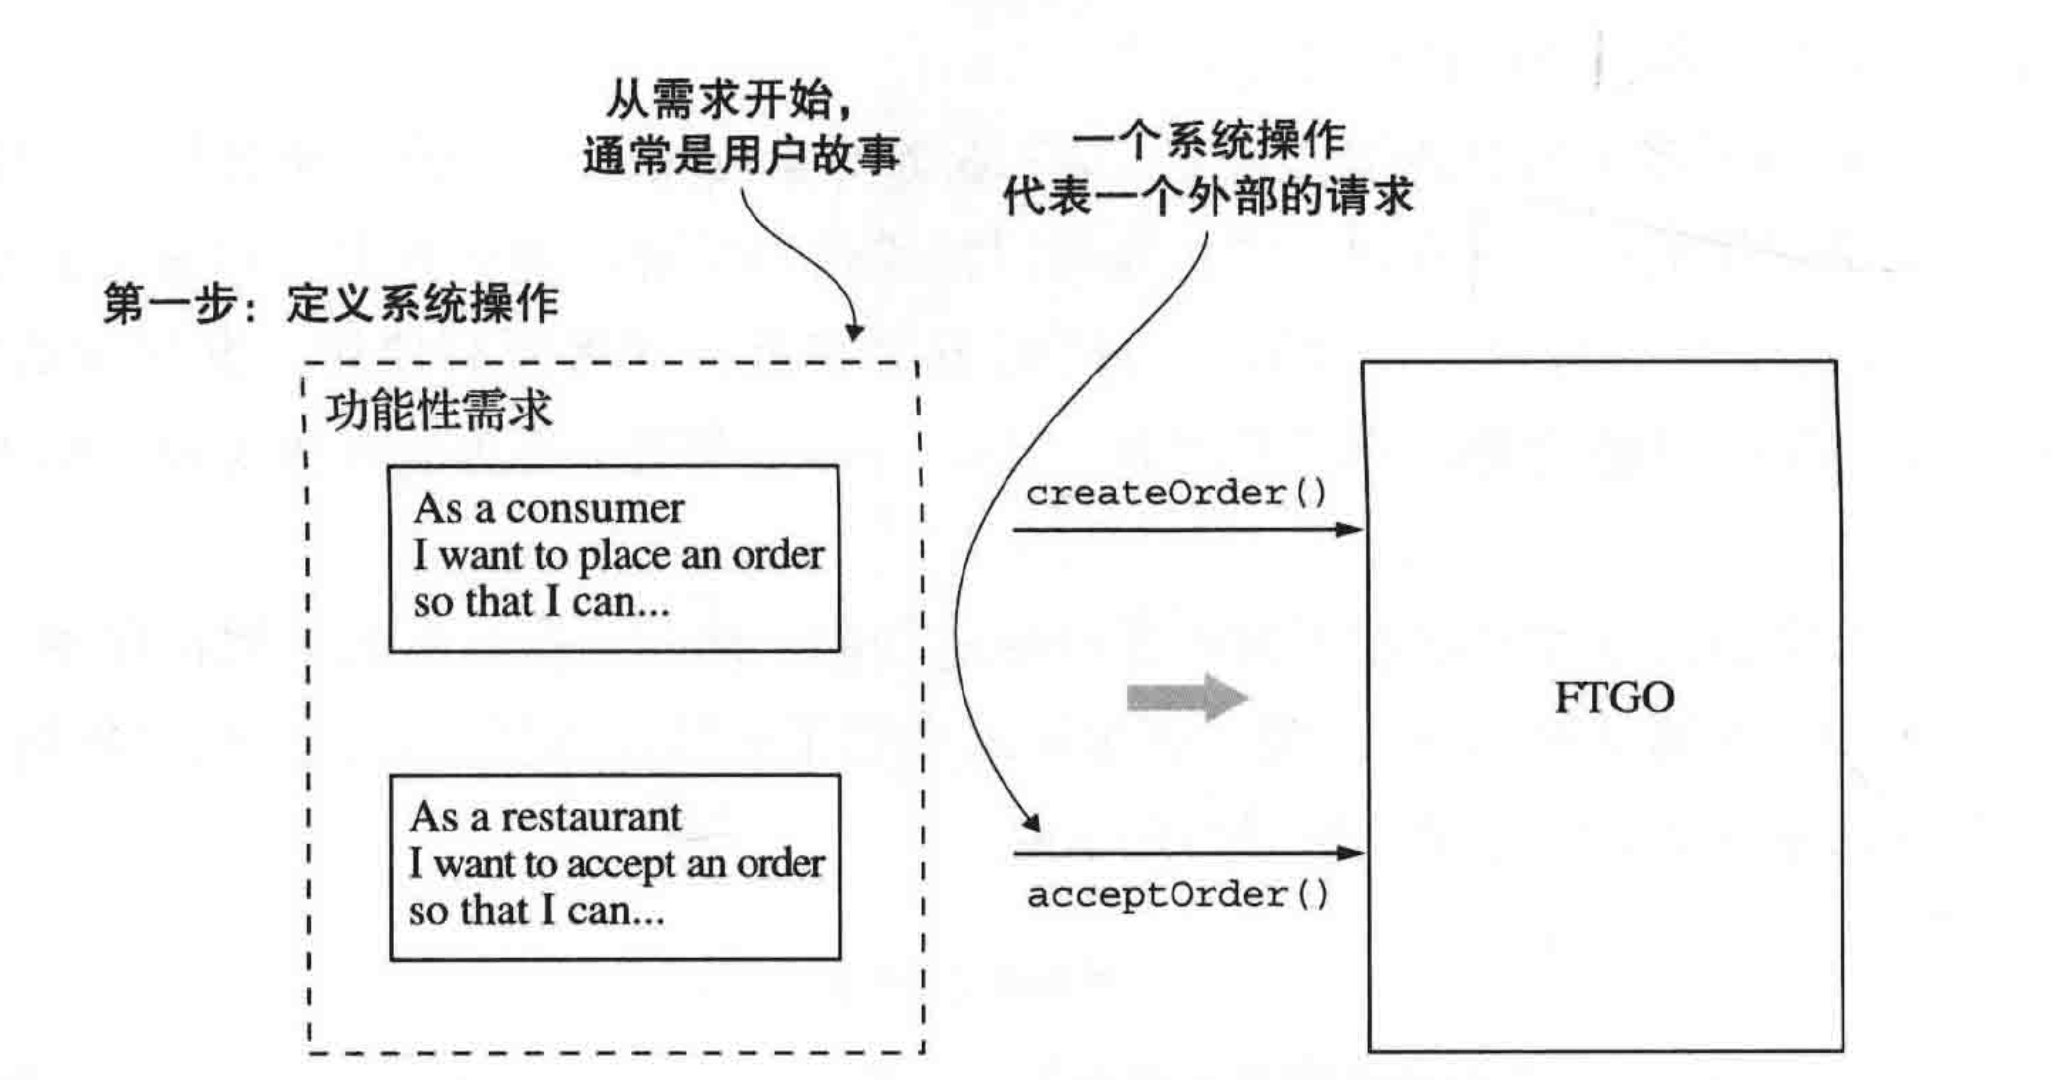 从需求开始，
通常是用户故事
一个系统操作
代表一个外部的请求
第一步：定义系统操作
功能性需求
As a consumer
I want to place an order
so that I can...
As a restaurant
I want to accept an order
so that I can...
createOrder()
acceptOrder()
FTGO